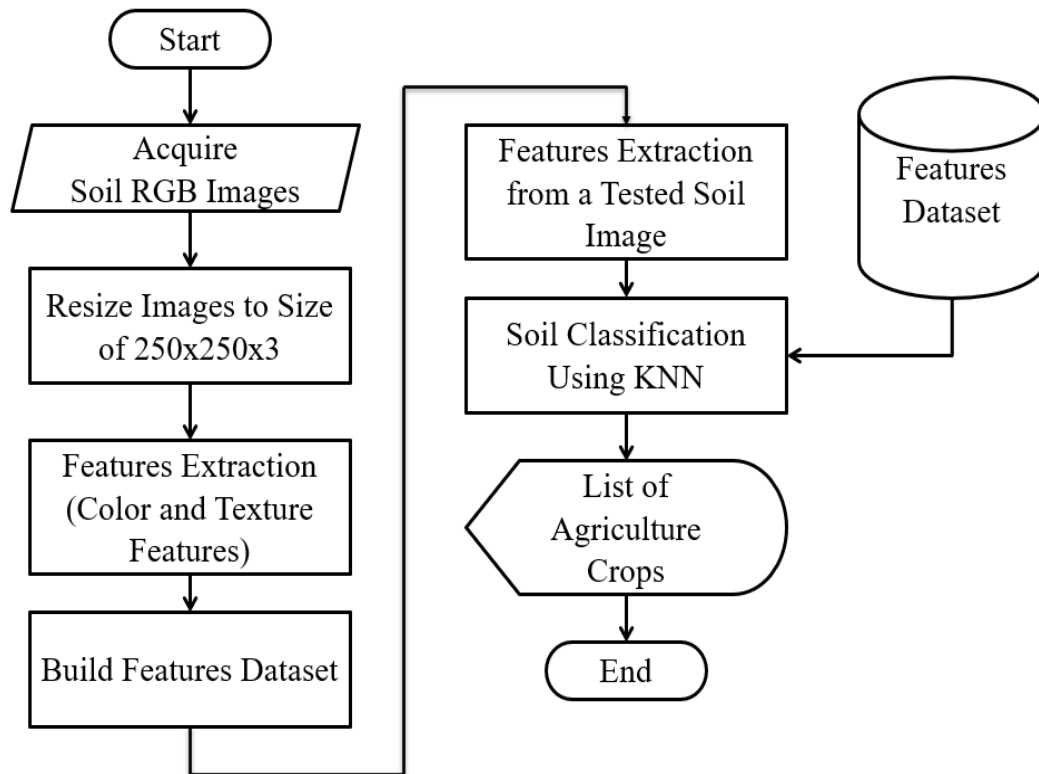 Start
Acquire
Soil RGB Images
Resize Images to Size
of 250x250x3
Features Extraction
(Color and Texture
Features)
Build Features Dataset
Features Extraction
from a Tested Soil
Image
Soil Classification
Using KNN
List of
Agriculture
Crops
End
Features
Dataset